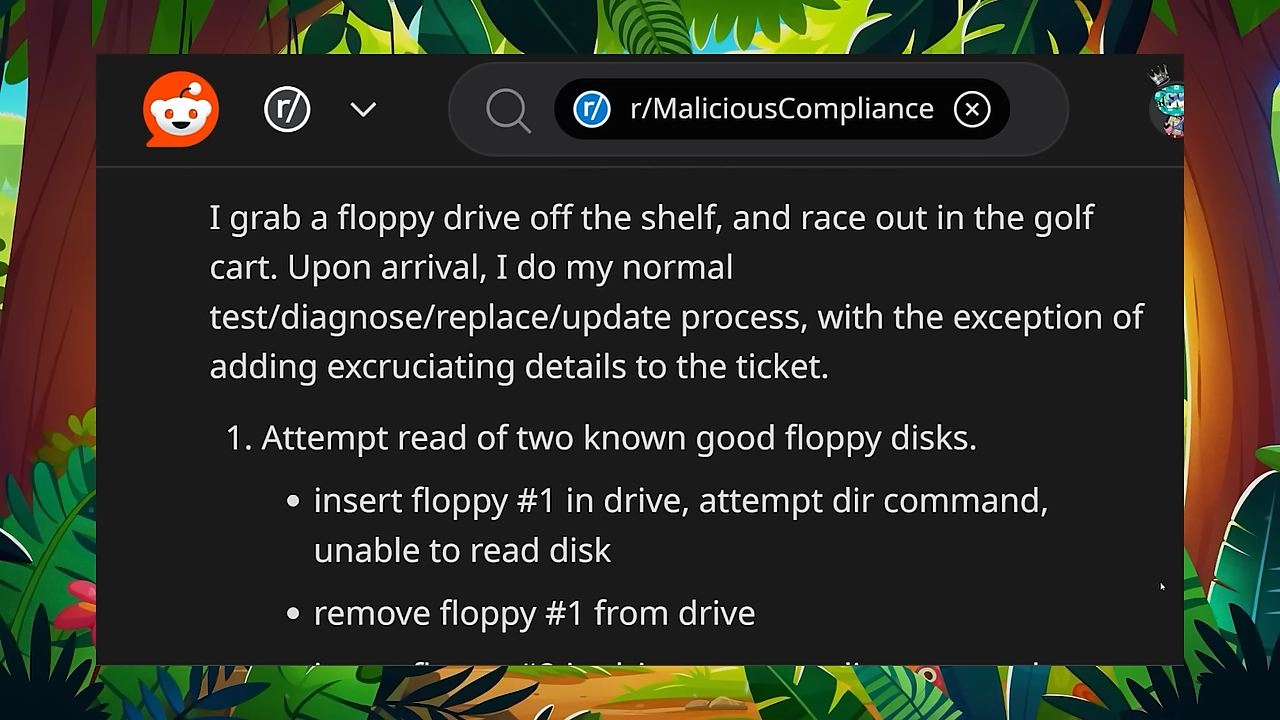 r/
r/
r/MaliciousCompliance
I grab a floppy drive off the shelf, and race out in the golf
cart. Upon arrival, I do my normal
test/diagnose/replace/update process, with the exception of
adding excruciating details to the ticket.
1. Attempt read of two known good floppy disks.
• insert floppy #1 in drive, attempt dir command,
unable to read disk
• remove floppy #1 from drive